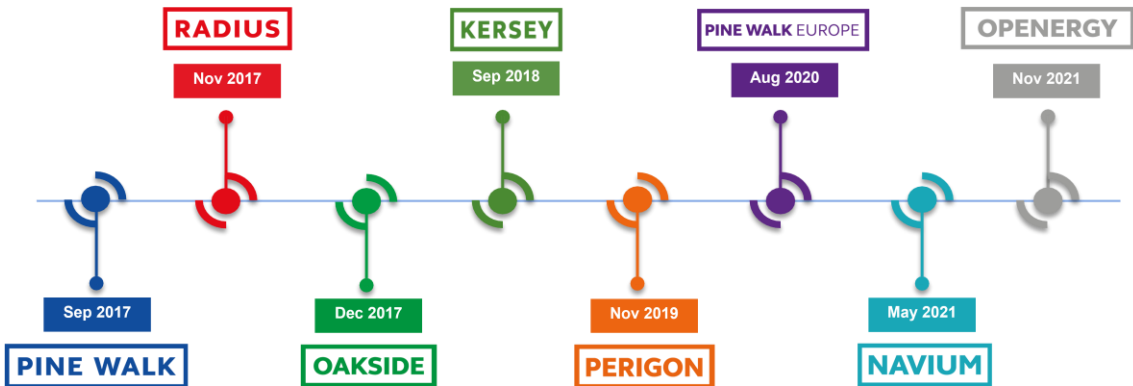 RADIUS
KERSEY
PINE WALK EUROPE
OPENERGY
Nov 2017
Sep 2018
Aug 2020
Nov 2021
Sep 2017
Dec 2017
Nov 2019
May 2021
PINE WALK
OAKSIDE
PERIGON
NAVIUM